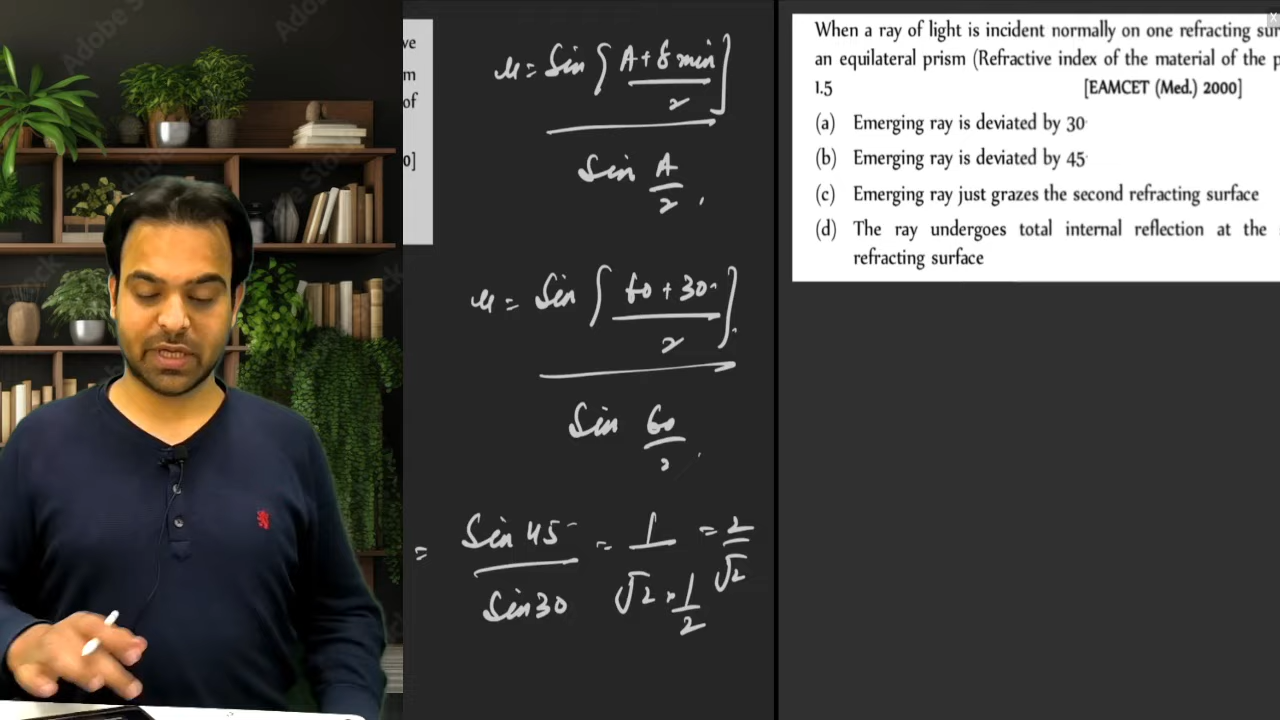 ve
m
of
0]
μ = Sin { A + δ min ]
2
Sin A
2
μ = Sin [ 60 + 30 ]
2
Sin 60
2
= Sin 45 = 1 = 2
Sin 30 √2 × 1 √2
2
When a ray of light is incident normally on one refracting sur
an equilateral prism (Refractive index of the material of the p
1.5 [EAMCET (Med.) 2000]
(a) Emerging ray is deviated by 30
(b) Emerging ray is deviated by 45
(c) Emerging ray just grazes the second refracting surface
(d) The ray undergoes total internal reflection at the
refracting surface
Adobe Stock